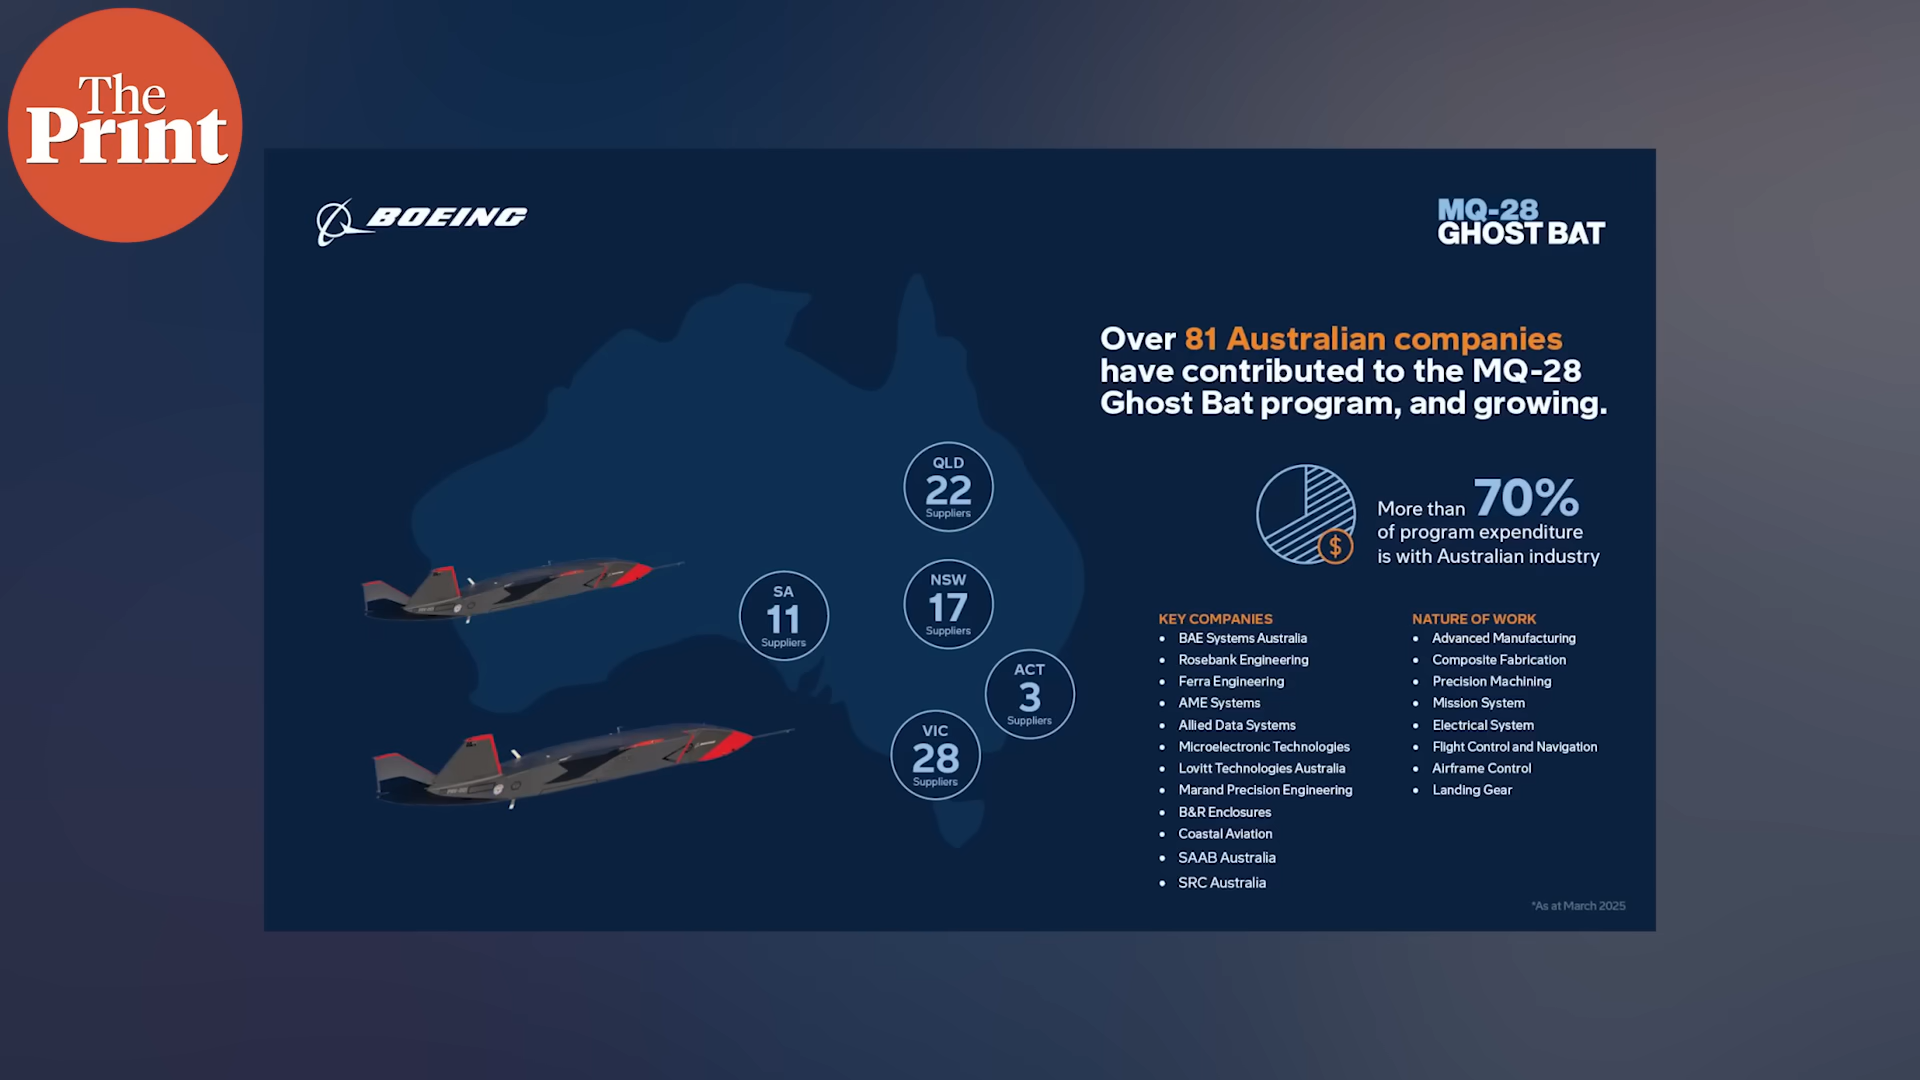 The
Print
BOEING
MQ-28
GHOST BAT
Over 81 Australian companies
have contributed to the MQ-28
Ghost Bat program, and growing.
More than 70%
of program expenditure
is with Australian industry
$
QLD
22
Suppliers
NSW
17
Suppliers
SA
11
Suppliers
ACT
3
Suppliers
VIC
28
Suppliers
KEY COMPANIES
• BAE Systems Australia
• Rosebank Engineering
• Ferra Engineering
• AME Systems
• Allied Data Systems
• Microelectronic Technologies
• Lovitt Technologies Australia
• Marand Precision Engineering
• B&R Enclosures
• Coastal Aviation
• SAAB Australia
• SRC Australia
NATURE OF WORK
• Advanced Manufacturing
• Composite Fabrication
• Precision Machining
• Mission System
• Electrical System
• Flight Control and Navigation
• Airframe Control
• Landing Gear
*As at March 2025